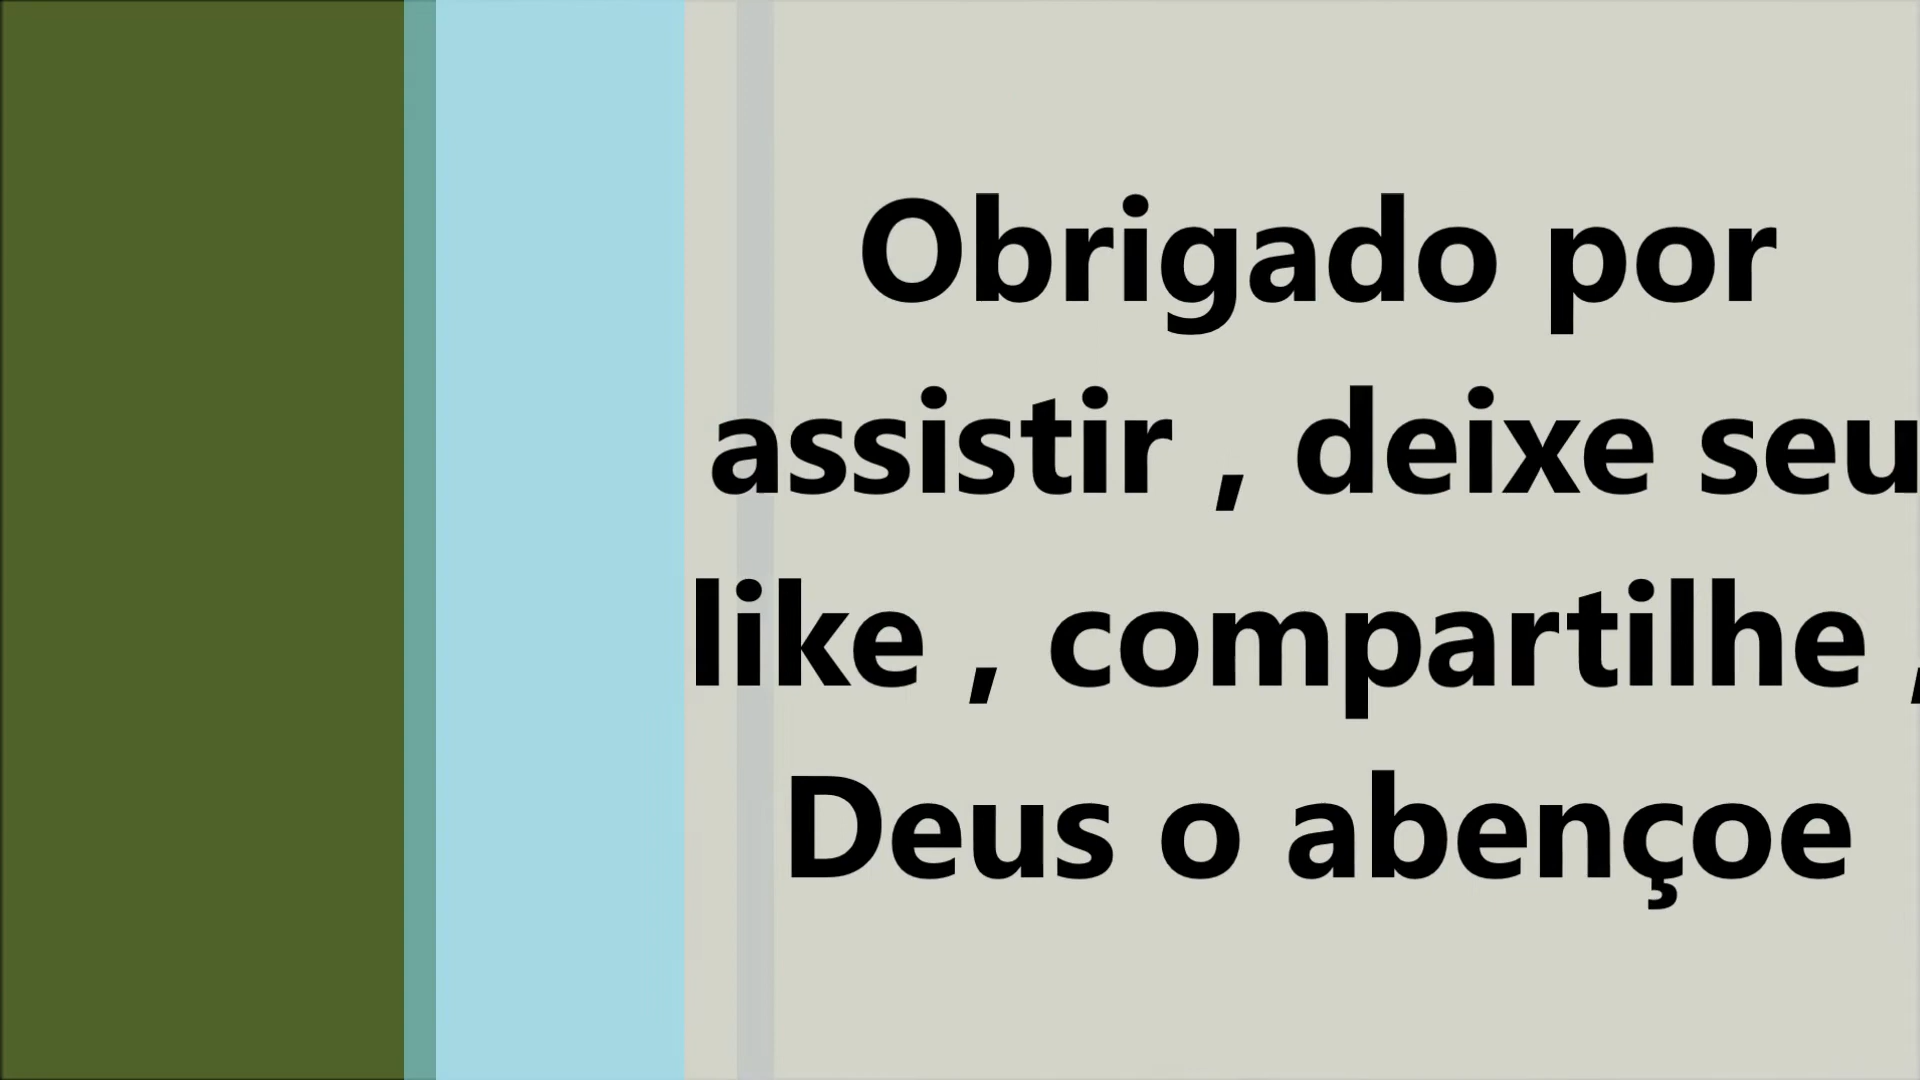 Obrigado por
assistir , deixe seu
like , compartilhe ,
Deus o abençoe